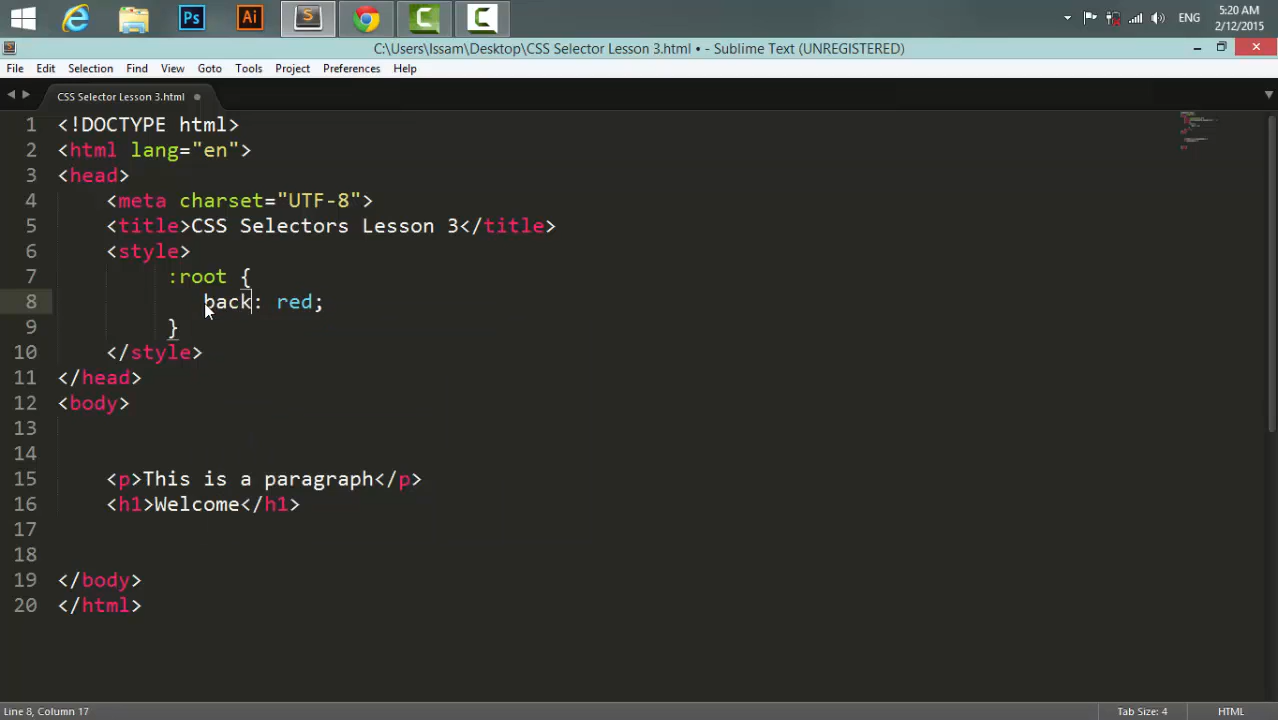 Ps
Ai
S
ENG
5:20 AM
2/12/2015
C:\Users\Issam\Desktop\CSS Selector Lesson 3.html • - Sublime Text (UNREGISTERED)
File Edit Selection Find View Goto Tools Project Preferences Help
CSS Selector Lesson 3.html
1 <!DOCTYPE html>
2 <html lang="en">
3 <head>
4 <meta charset="UTF-8">
5 <title>CSS Selectors Lesson 3</title>
6 <style>
7 :root {
8 back: red;
9 }
10 </style>
11 </head>
12 <body>
13
14
15 <p>This is a paragraph</p>
16 <h1>Welcome</h1>
17
18
19 </body>
20 </html>
Line 8, Column 17
Tab Size: 4
HTML